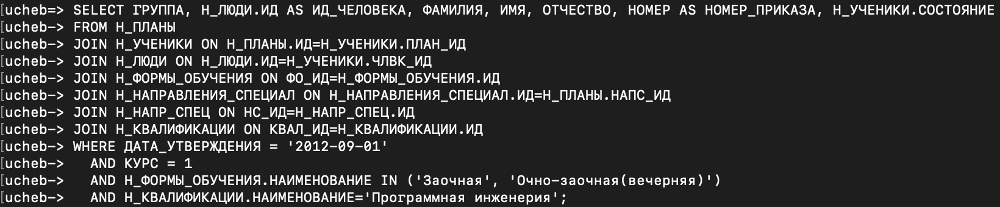 [ucheb=> SELECT ГРУППА, Н_ЛЮДИ.ИД AS ИД_ЧЕЛОВЕКА, ФАМИЛИЯ, ИМЯ, ОТЧЕСТВО, НОМЕР AS НОМЕР_ПРИКАЗА, Н_УЧЕНИКИ.СОСТОЯНИЕ
[ucheb-> FROM Н_ПЛАНЫ
[ucheb-> JOIN Н_УЧЕНИКИ ON Н_ПЛАНЫ.ИД=Н_УЧЕНИКИ.ПЛАН_ИД
[ucheb-> JOIN Н_ЛЮДИ ON Н_ЛЮДИ.ИД=Н_УЧЕНИКИ.ЧЛВК_ИД
[ucheb-> JOIN Н_ФОРМЫ_ОБУЧЕНИЯ ON ФО_ИД=Н_ФОРМЫ_ОБУЧЕНИЯ.ИД
[ucheb-> JOIN Н_НАПРАВЛЕНИЯ_СПЕЦИАЛ ON Н_НАПРАВЛЕНИЯ_СПЕЦИАЛ.ИД=Н_ПЛАНЫ.НАПС_ИД
[ucheb-> JOIN Н_НАПР_СПЕЦ ON НС_ИД=Н_НАПР_СПЕЦ.ИД
[ucheb-> JOIN Н_КВАЛИФИКАЦИИ ON КВАЛ_ИД=Н_КВАЛИФИКАЦИИ.ИД
[ucheb-> WHERE ДАТА_УТВЕРЖДЕНИЯ = '2012-09-01'
[ucheb->   AND КУРС = 1
[ucheb->   AND Н_ФОРМЫ_ОБУЧЕНИЯ.НАИМЕНОВАНИЕ IN ('Заочная', 'Очно-заочная(вечерняя)')
[ucheb->   AND Н_КВАЛИФИКАЦИИ.НАИМЕНОВАНИЕ='Программная инженерия';